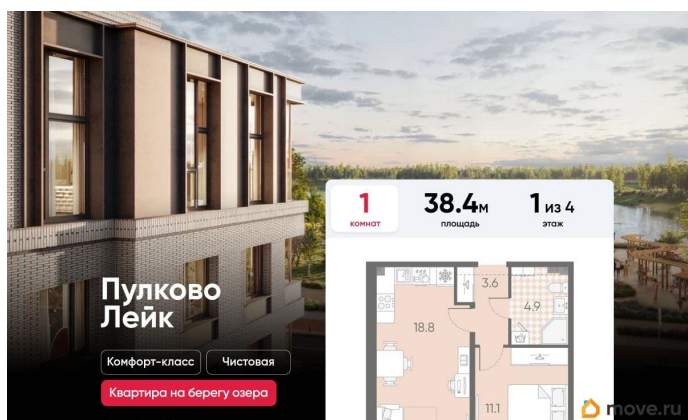 1
комнат
38.4м
площадь
1 из 4
этаж
Пулково
Лейк
Комфорт-класс
Чистовая
Квартира на берегу озера
3.6
4.9
18.8
11.1
move.ru